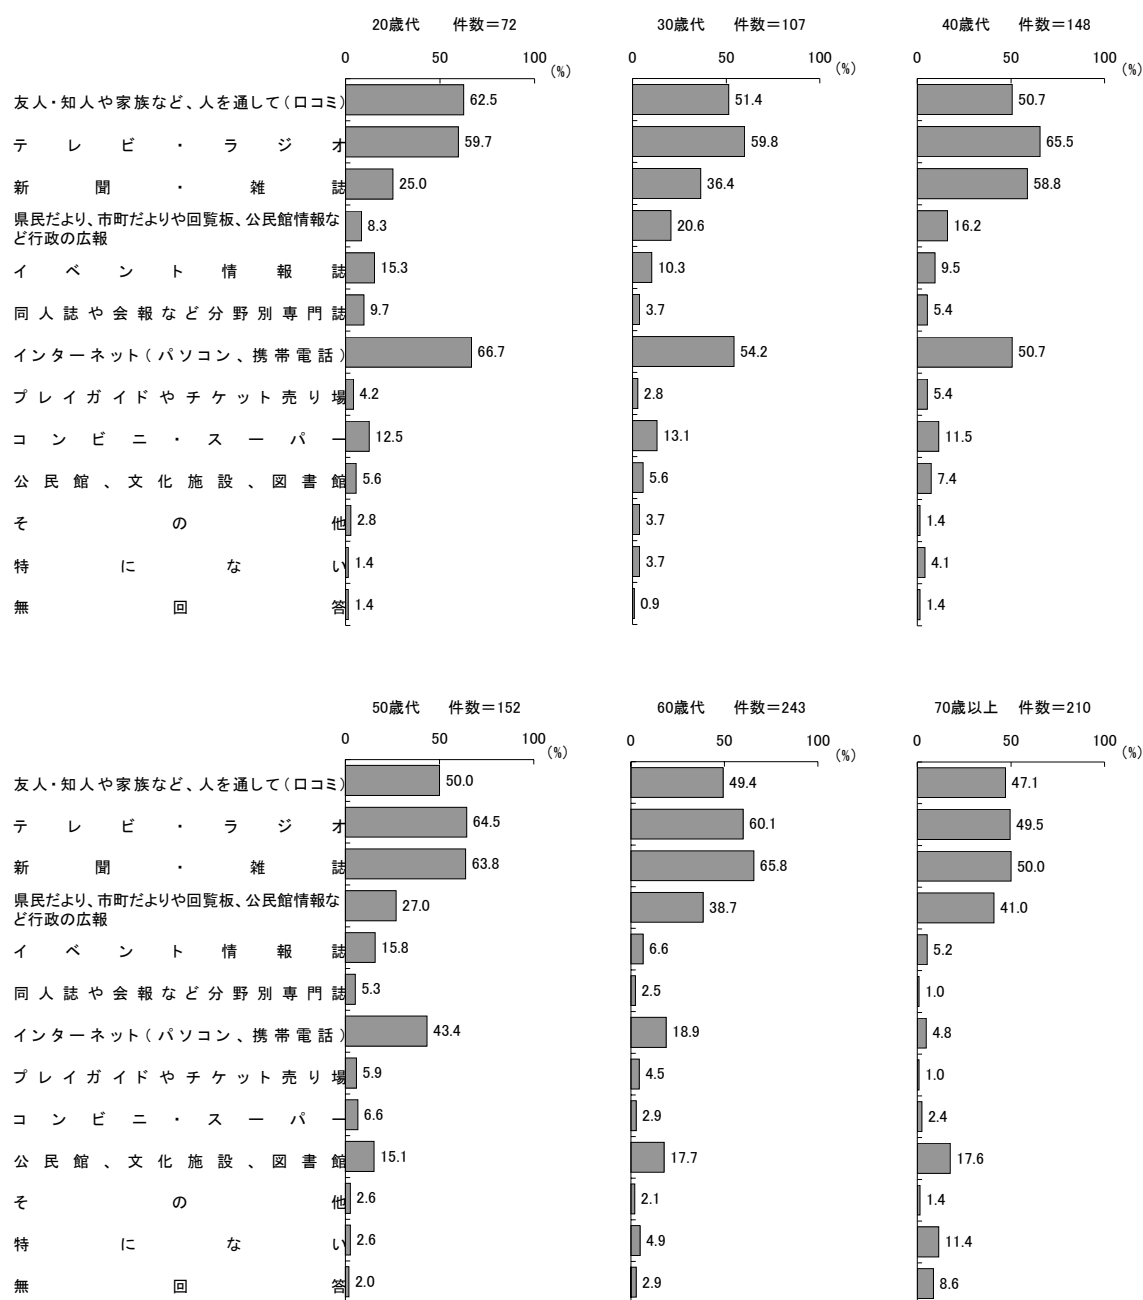 20歳代 件数=72 30歳代 件数=107 40歳代 件数=148
0 50 100 (%) 0 50 100 (%) 0 50 100 (%)
友人・知人や家族など、人を通して(口コミ) 62.5 51.4 50.7
テレビ・ラジオ 59.7 59.8 65.5
新聞・雑誌 25.0 36.4 58.8
県民だより、市町だよりや回覧板、公民館情報な
ど行政の広報 8.3 20.6 16.2
イベント情報誌 15.3 10.3 9.5
同人誌や会報など分野別専門誌 9.7 3.7 5.4
インターネット(パソコン、携帯電話) 66.7 54.2 50.7
プレイガイドやチケット売り場 4.2 2.8 5.4
コンビニ・スーパー 12.5 13.1 11.5
公民館、文化施設、図書館 5.6 5.6 7.4
その他 2.8 3.7 1.4
特にない 1.4 3.7 4.1
無回答 1.4 0.9 1.4
50歳代 件数=152 60歳代 件数=243 70歳以上 件数=210
0 50 100 (%) 0 50 100 (%) 0 50 100 (%)
友人・知人や家族など、人を通して(口コミ) 50.0 49.4 47.1
テレビ・ラジオ 64.5 60.1 49.5
新聞・雑誌 63.8 65.8 50.0
県民だより、市町だよりや回覧板、公民館情報な
ど行政の広報 27.0 38.7 41.0
イベント情報誌 15.8 6.6 5.2
同人誌や会報など分野別専門誌 5.3 2.5 1.0
インターネット(パソコン、携帯電話) 43.4 18.9 4.8
プレイガイドやチケット売り場 5.9 4.5 1.0
コンビニ・スーパー 6.6 2.9 2.4
公民館、文化施設、図書館 15.1 17.7 17.6
その他 2.6 2.1 1.4
特にない 2.6 4.9 11.4
無回答 2.0 2.9 8.6